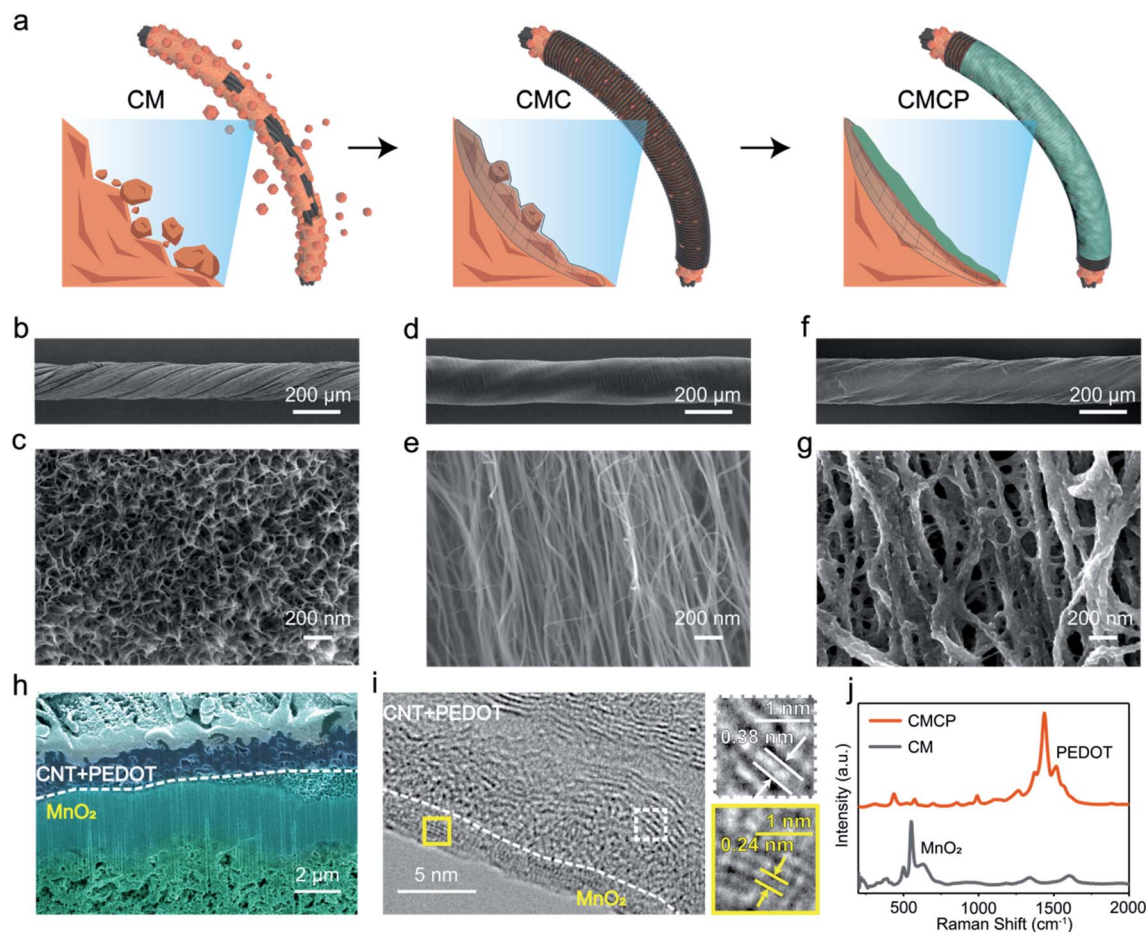 a
CM
CMC
CMCP
b
200 µm
d
200 µm
f
200 µm
c
200 nm
e
200 nm
g
200 nm
h
CNT+PEDOT
MnO₂
2 µm
i
CNT+PEDOT
5 nm
MnO₂
1 nm
0.38 nm
1 nm
0.24 nm
j
CMCP
CM
PEDOT
MnO₂
Intensity (a.u.)
500 1000 1500 2000
Raman Shift (cm⁻¹)